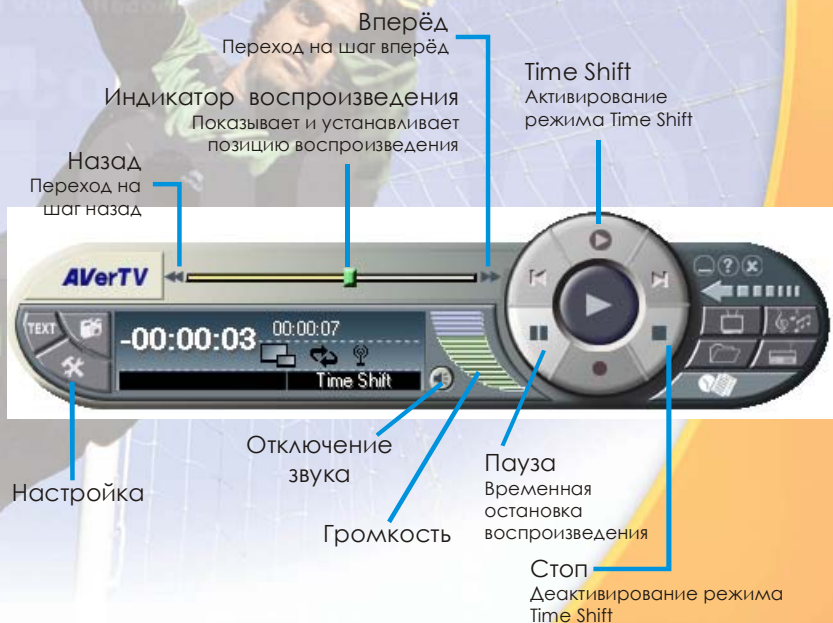 Вперёд
Переход на шаг вперёд
Time Shift
Активирование
режима Time Shift
Индикатор воспроизведения
Показывает и устанавливает
позицию воспроизведения
Назад
Переход на
шаг назад
AVerTV
TEXT
-00:00:03 00:00:07
Time Shift
Настройка
Отключение
звука
Громкость
Пауза
Временная
остановка
воспроизведения
Стоп
Деактивирование режима
Time Shift